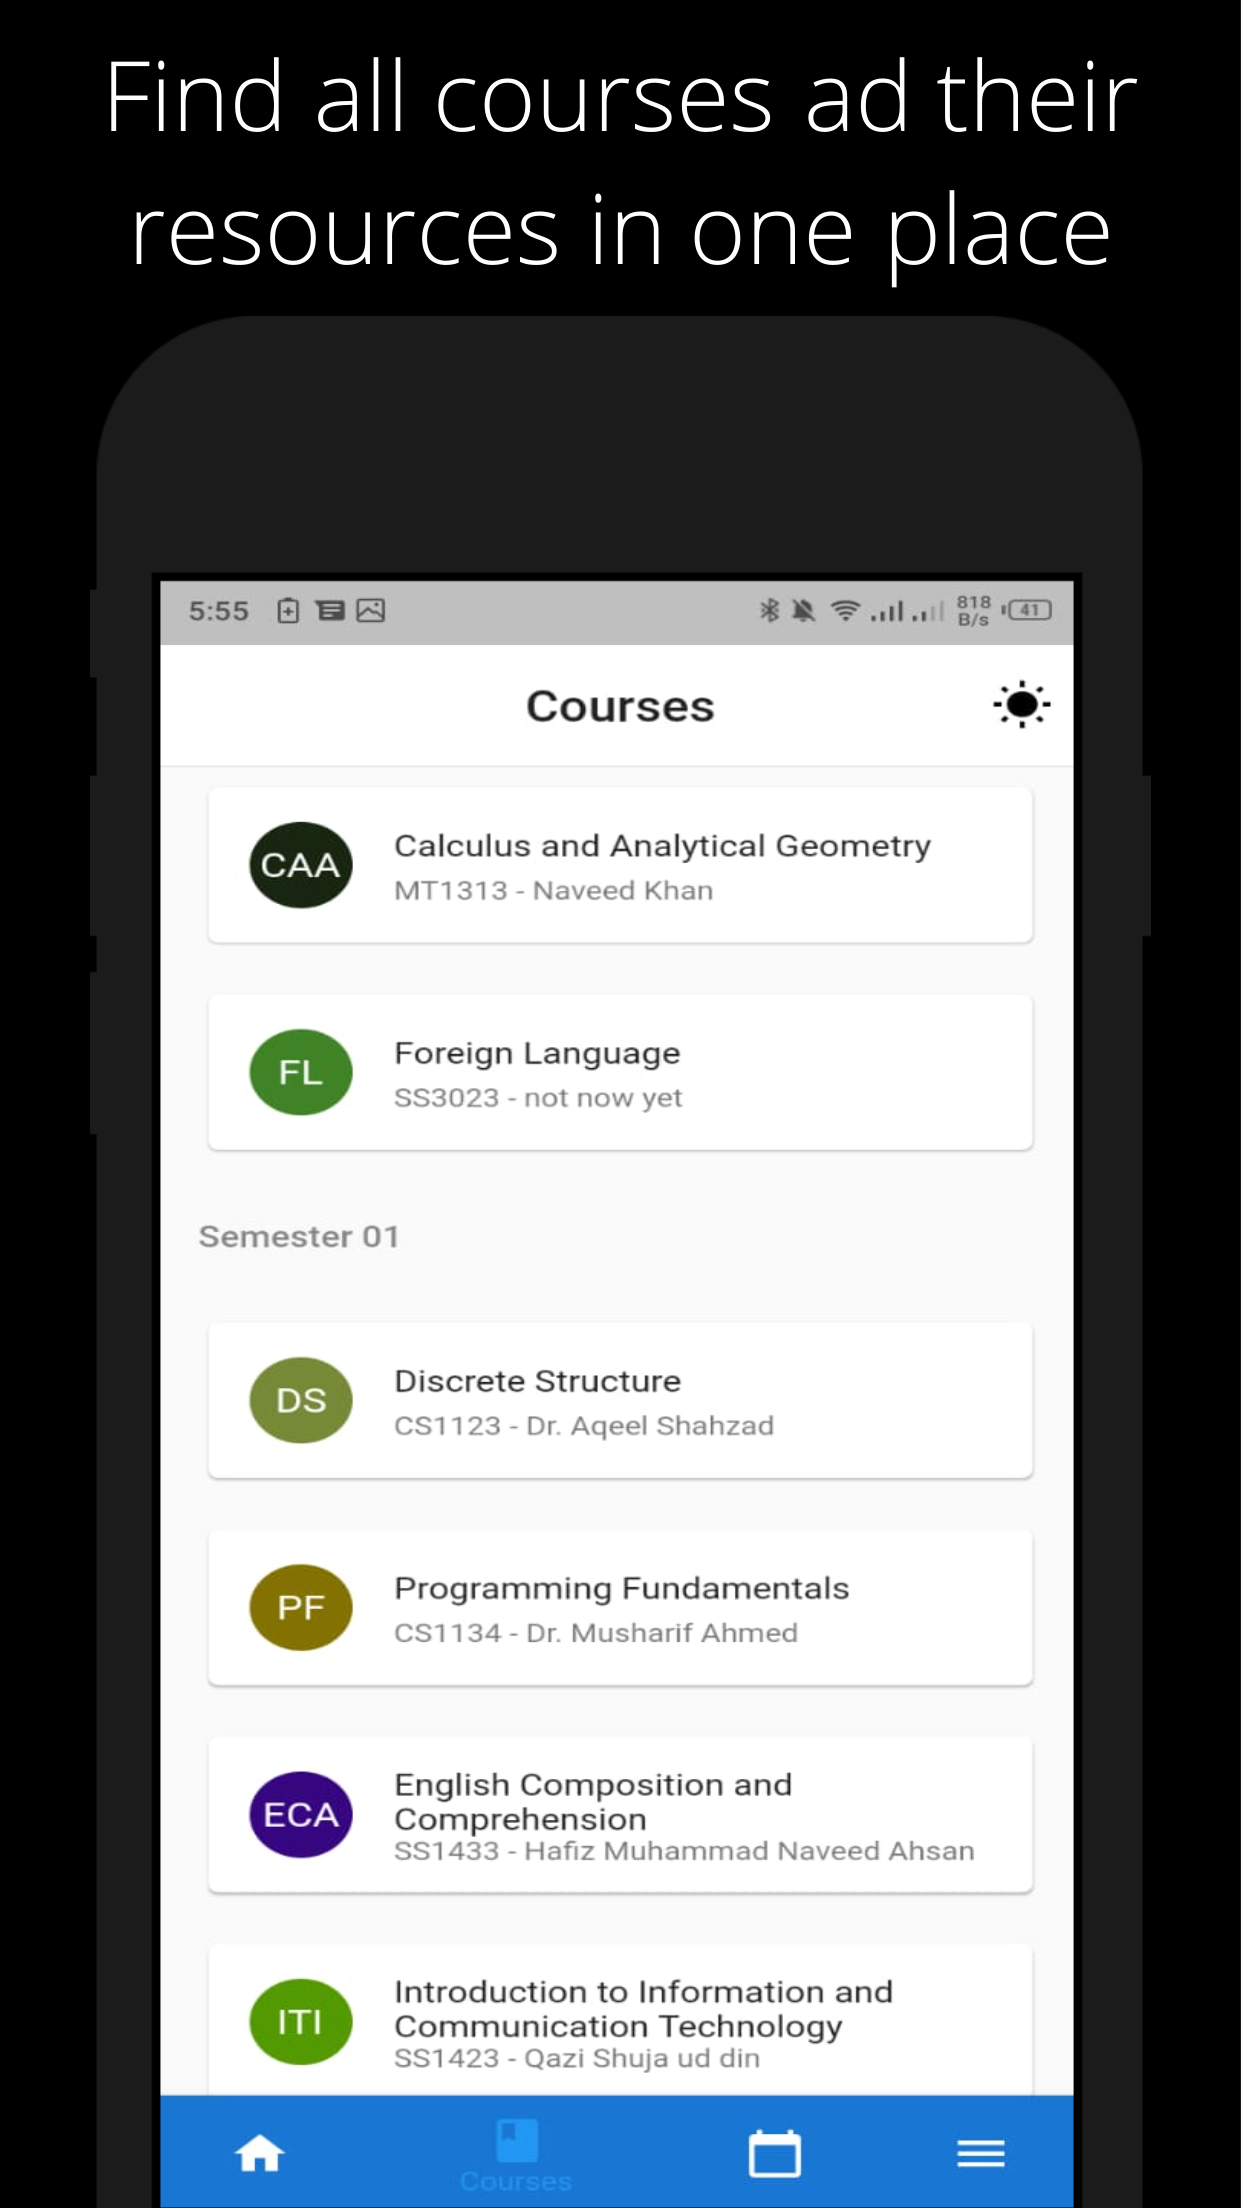 Find all courses ad their
resources in one place
5:55
818
B/s
41
Courses
CAA
Calculus and Analytical Geometry
MT1313 - Naveed Khan
FL
Foreign Language
SS3023 - not now yet
Semester 01
DS
Discrete Structure
CS1123 - Dr. Aqeel Shahzad
PF
Programming Fundamentals
CS1134 - Dr. Musharif Ahmed
ECA
English Composition and
Comprehension
SS1433 - Hafiz Muhammad Naveed Ahsan
ITI
Introduction to Information and
Communication Technology
SS1423 - Qazi Shuja ud din
Courses